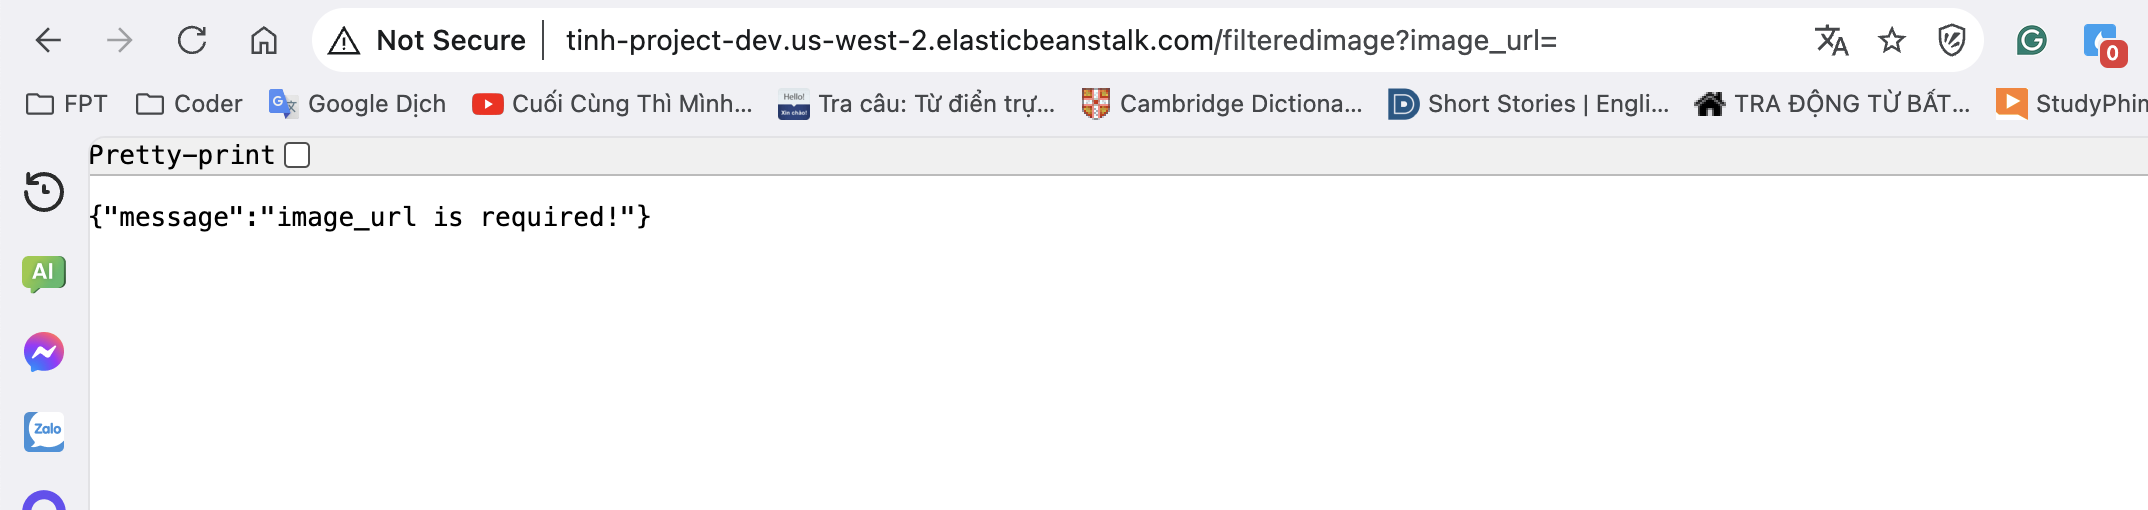 Not Secure tinh-project-dev.us-west-2.elasticbeanstalk.com/filteredimage?image_url=
0
FPT Coder Google Dịch Cuối Cùng Thì Mình... Hello! Xin chào! Tra câu: Từ điển trự... Cambridge Dictiona... Short Stories | Engli... TRA ĐỘNG TỪ BẤT... StudyPhim
Pretty-print
{"message":"image_url is required!"}
AI
Zalo